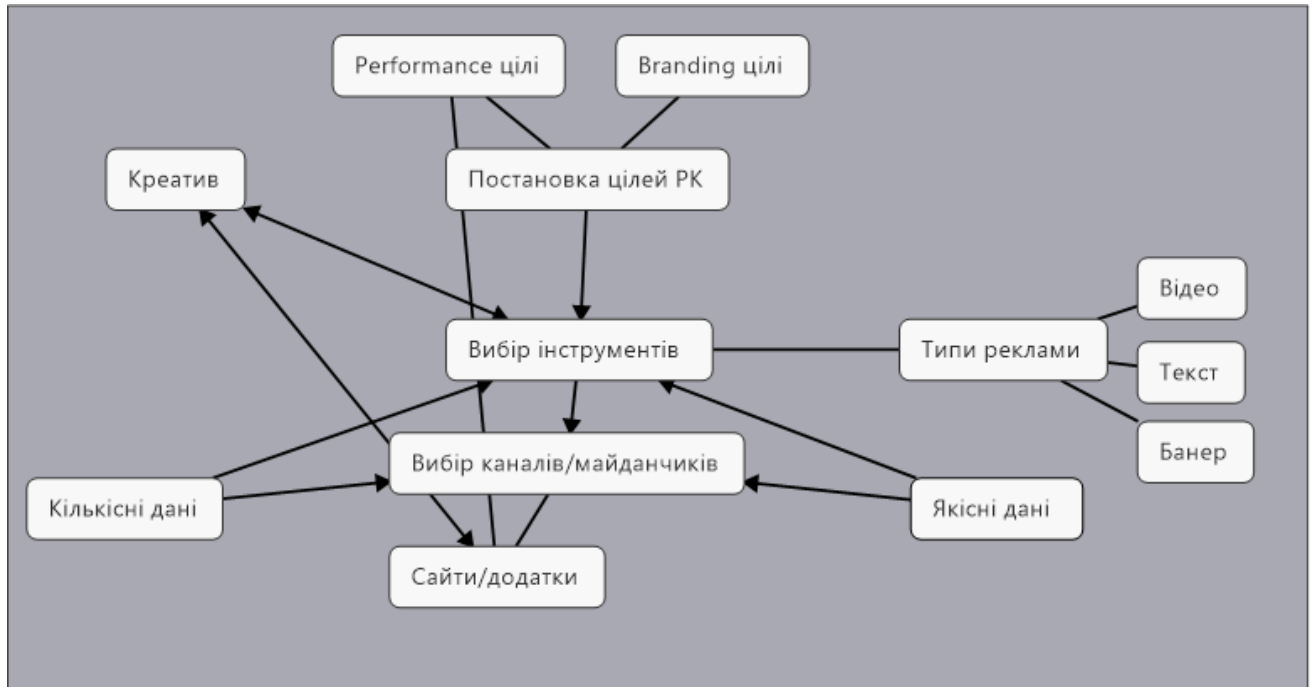 Performance цілі
Branding цілі
Креатив
Постановка цілей РК
Відео
Вибір інструментів
Типи реклами
Текст
Банер
Вибір каналів/майданчиків
Кількісні дані
Якісні дані
Сайти/додатки